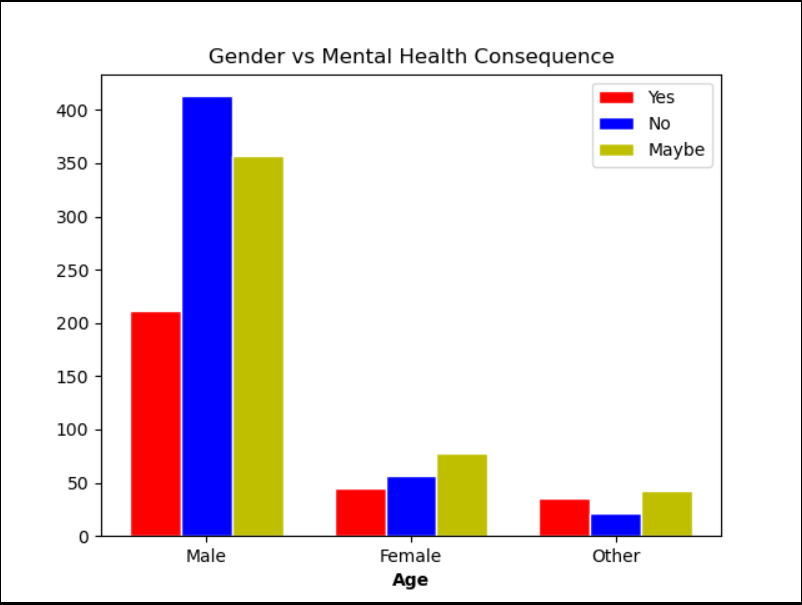 Gender vs Mental Health Consequence
Yes
No
Maybe
400
350
300
250
200
150
100
50
0
Male Female Other
Age